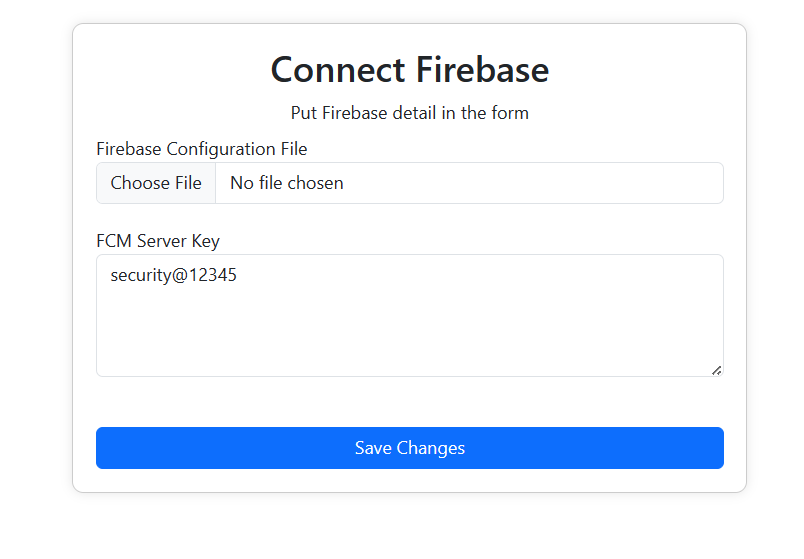 Connect Firebase
Put Firebase detail in the form
Firebase Configuration File
Choose File No file chosen
FCM Server Key
security@12345
Save Changes